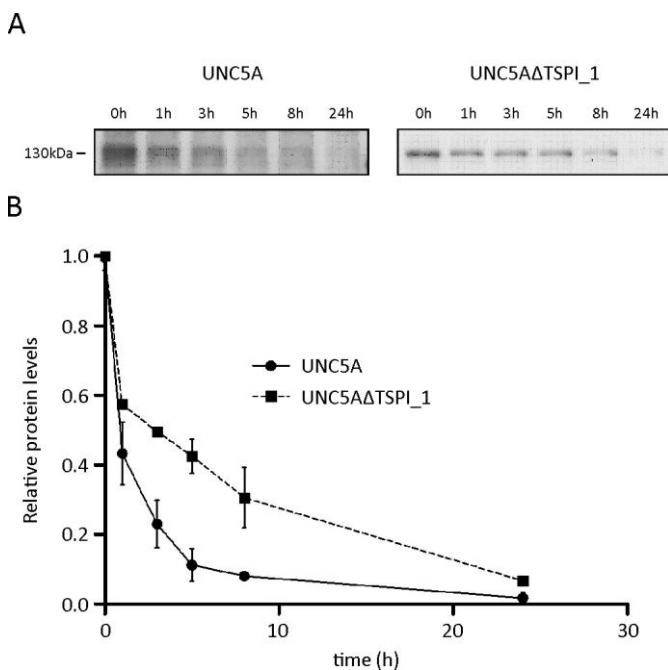 A
UNC5A
UNC5AΔTSPI_1
0h 1h 3h 5h 8h 24h
0h 1h 3h 5h 8h 24h
130kDa –
B
1.0
0.8
0.6
0.4
0.2
0.0
Relative protein levels
UNC5A
UNC5AΔTSPI_1
0 10 20 30
time (h)